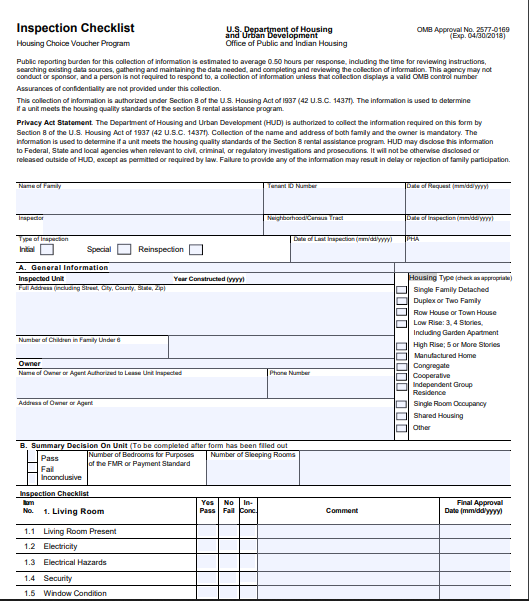 Inspection Checklist
Housing Choice Voucher Program
U.S. Department of Housing
and Urban Development
Office of Public and Indian Housing
OMB Approval No. 2577-0169
(Exp. 04/30/2018)
Public reporting burden for this collection of information is estimated to average 0.50 hours per response, including the time for reviewing instructions,
searching existing data sources, gathering and maintaining the data needed, and completing and reviewing the collection of information. This agency may
not conduct or sponsor, and a person is not required to respond to, a collection of information unless that collection displays a valid OMB control number.
Assurances of confidentiality are not provided under this collection.
This collection of information is authorized under Section 8 of the U.S. Housing Act of l937 (42 U.S.C. 1437f). The information is used to determine
if a unit meets the housing quality standards of the section 8 rental assistance program.
Privacy Act Statement. The Department of Housing and Urban Development (HUD) is authorized to collect the information required on this form by
Section 8 of the U.S. Housing Act of 1937 (42 U.S.C. 1437f). Collection of the name and address of both family and the owner is mandatory. The
information is used to determine if a unit meets the housing quality standards of the Section 8 rental assistance program. HUD may disclose this information
to Federal, State and local agencies when relevant to civil, criminal, or regulatory investigations and prosecutions. It will not be otherwise disclosed or
released outside of HUD, except as permitted or required by law. Failure to provide any of the information may result in delay or rejection of family participation.
Name of Family
Tenant ID Number
Date of Request (mm/dd/yyyy)
Inspector
Neighborhood/Census Tract
Date of Inspection (mm/dd/yyyy)
Type of Inspection
Initial
Special
Reinspection
Date of Last Inspection (mm/dd/yyyy)
PHA
A. General Information
Inspected Unit
Year Constructed (yyyy)
Full Address (including Street, City, County, State, Zip)
Number of Children in Family Under 6
Owner
Name of Owner or Agent Authorized to Lease Unit Inspected
Phone Number
Address of Owner or Agent
Housing Type (check as appropriate)
Single Family Detached
Duplex or Two Family
Row House or Town House
Low Rise: 3, 4 Stories,
Including Garden Apartment
High Rise; 5 or More Stories
Manufactured Home
Congregate
Cooperative
Independent Group
Residence
Single Room Occupancy
Shared Housing
Other
B. Summary Decision On Unit (To be completed after form has been filled out
Pass
Fail
Inconclusive
Number of Bedrooms for Purposes
of the FMR or Payment Standard
Number of Sleeping Rooms
Inspection Checklist
Item
No.
1. Living Room
Yes
Pass
No
Fail
In-
Conc.
Comment
Final Approval
Date (mm/dd/yyyy)
1.1 Living Room Present
1.2 Electricity
1.3 Electrical Hazards
1.4 Security
1.5 Window Condition